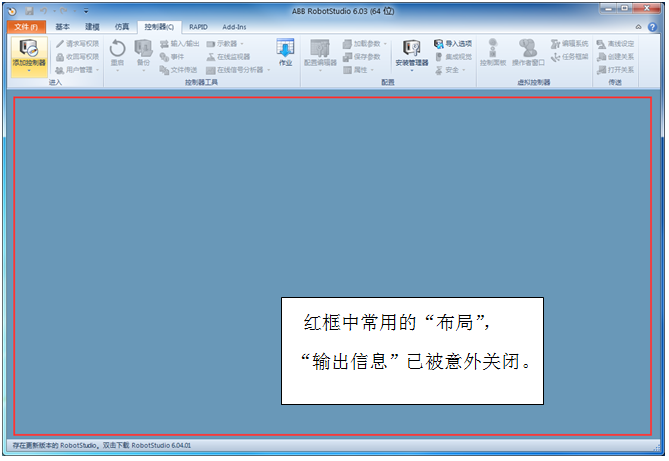 ABB RobotStudio 6.03 (64 位)
文件(F) 基本 建模 仿真 控制器(C) RAPID Add-Ins
请求写权限 输入/输出 示教器 加载参数 导入选项 编辑系统 离线设定
收回写权限 事件 在线监视器 保存参数 集成视觉 任务框架 创建关系
添加控制器 重启 备份 作业 配置编辑器 安装管理器 控制面板 操作者窗口
用户管理 文件传送 在线信号分析器 属性 安全 打开关系
进入 控制器工具 配置 虚拟控制器 传送
红框中常用的“布局”，
“输出信息”已被意外关闭。
存在更新版本的 RobotStudio。双击下载 RobotStudio 6.04.01